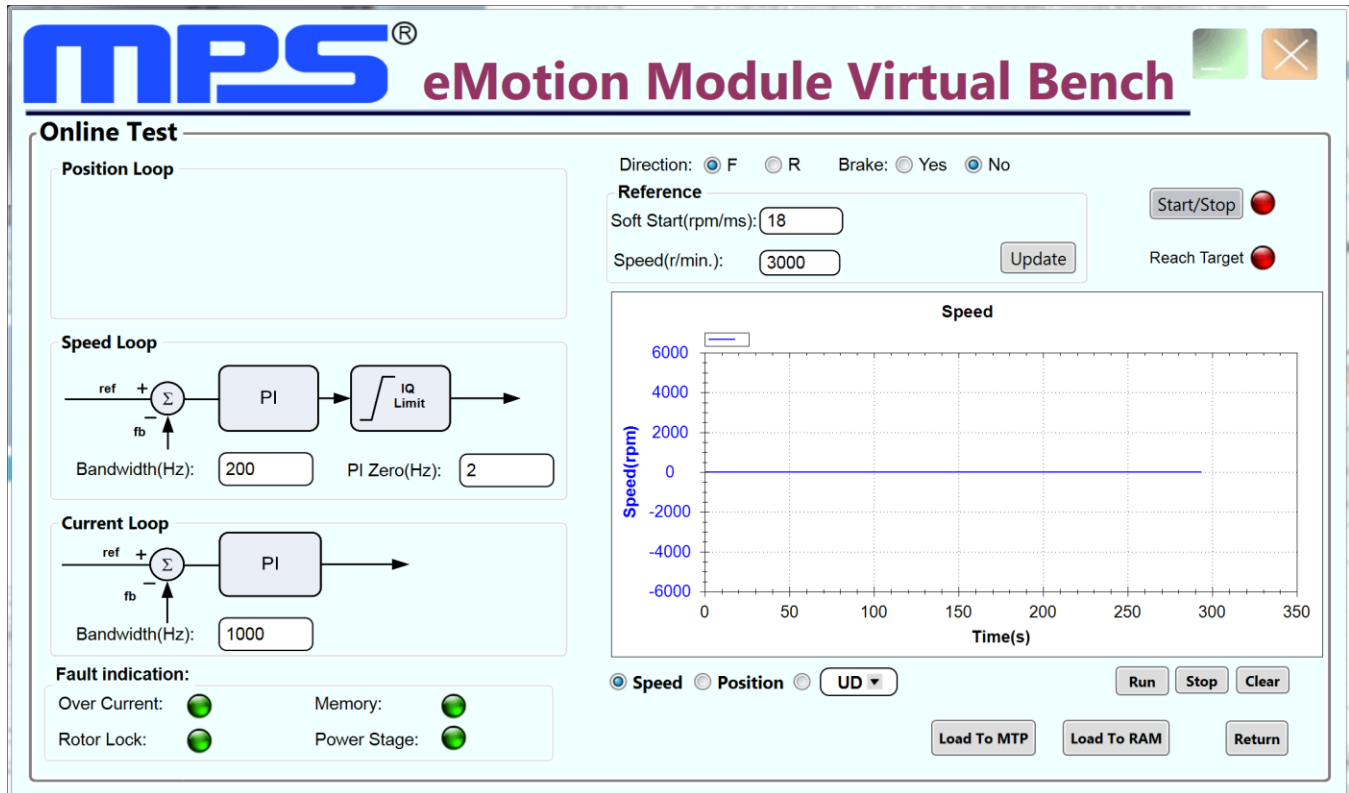 MPS®
eMotion Module Virtual Bench
Online Test
Position Loop
Direction: F R Brake: Yes No
Reference
Soft Start(rpm/ms): 18
Speed(r/min.): 3000
Update
Start/Stop
Reach Target
Speed Loop
ref + Σ − fb
PI
IQ Limit
Bandwidth(Hz): 200 PI Zero(Hz): 2
Current Loop
ref + Σ − fb
PI
Bandwidth(Hz): 1000
Fault indication:
Over Current: Memory:
Rotor Lock: Power Stage:
Speed
Speed(rpm)
6000
4000
2000
0
-2000
-4000
-6000
0 50 100 150 200 250 300 350
Time(s)
Speed Position UD
Run Stop Clear
Load To MTP Load To RAM Return